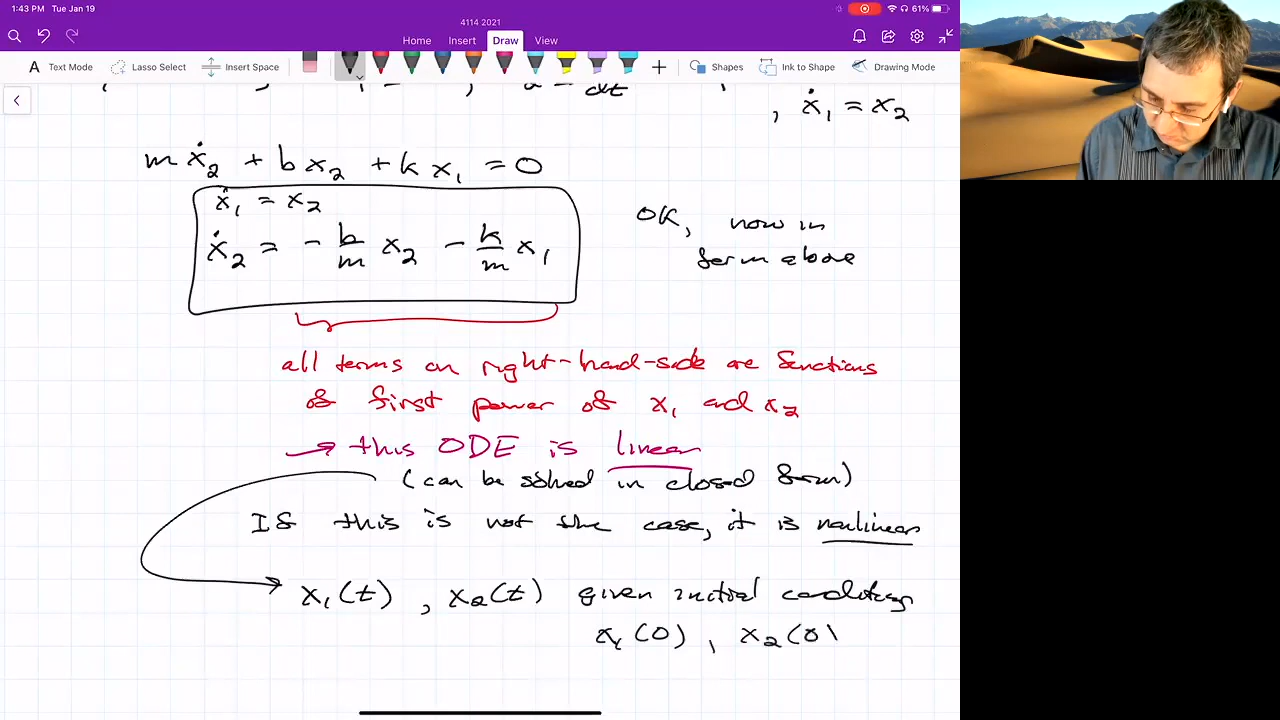 1:43 PM Tue Jan 19
61%
4114 2021
Home Insert Draw View
Text Mode Lasso Select Insert Space Shapes Ink to Shape Drawing Mode
, ẋ₁ = x₂
m ẋ₂ + b x₂ + k x₁ = 0
ẋ₁ = x₂
ẋ₂ = - b/m x₂ - k/m x₁
OK, now in
form above
all terms on right-hand-side are functions
of first power of x₁ and x₂
→ this ODE is linear
(can be solved in closed form)
If this is not the case, it is nonlinear
x₁(t), x₂(t) given initial conditions
x₁(0), x₂(0)